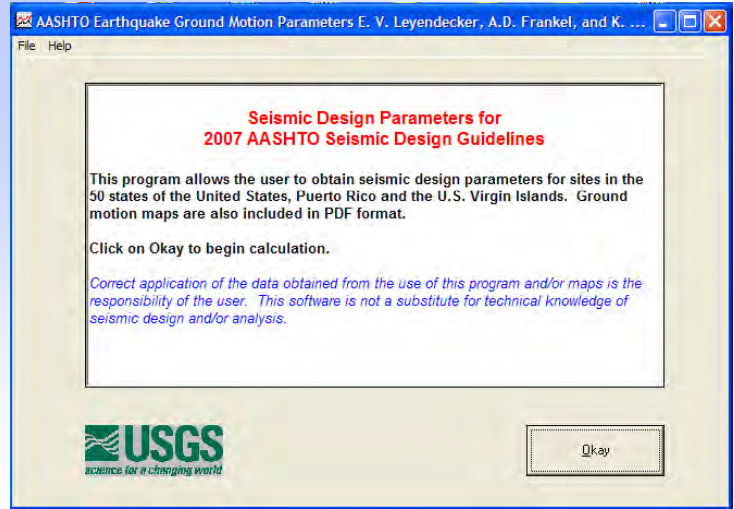 AASHTO Earthquake Ground Motion Parameters E. V. Leyendecker, A.D. Frankel, and K. ...
File Help
Seismic Design Parameters for
2007 AASHTO Seismic Design Guidelines
This program allows the user to obtain seismic design parameters for sites in the
50 states of the United States, Puerto Rico and the U.S. Virgin Islands. Ground
motion maps are also included in PDF format.
Click on Okay to begin calculation.
Correct application of the data obtained from the use of this program and/or maps is the
responsibility of the user. This software is not a substitute for technical knowledge of
seismic design and/or analysis.
USGS
science for a changing world
Okay